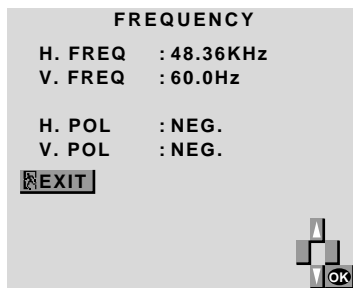 FREQUENCY
H. FREQ : 48.36KHz
V. FREQ : 60.0Hz
H. POL : NEG.
V. POL : NEG.
EXIT
OK